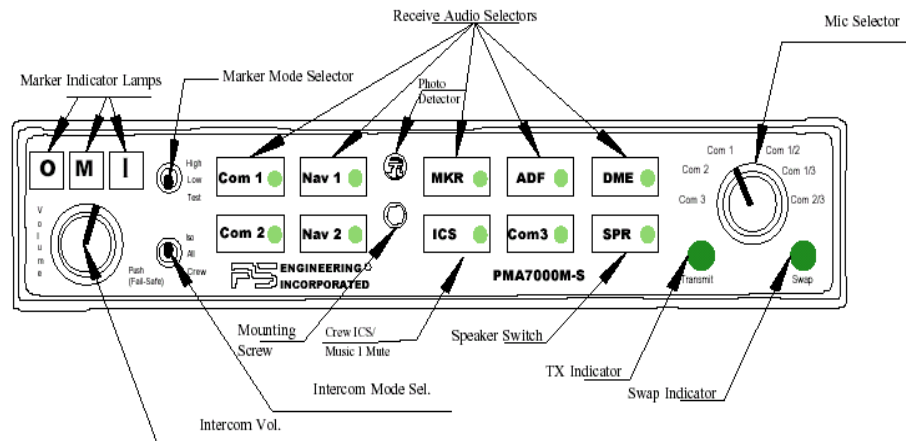 Receive Audio Selectors
Mic Selector
Marker Indicator Lamps
Marker Mode Selector
Photo
Detector
O M I
High
Low
Test
Com 1
Nav 1
MKR
ADF
DME
Com 1
Com 2
Com 3
Com 1/2
Com 1/3
Com 2/3
Volume
Iso
All
Crew
Push
(Fail-Safe)
Com 2
Nav 2
ICS
Com3
SPR
PS ENGINEERING®
INCORPORATED
PMA7000M-S
Transmit
Swap
Mounting
Screw
Crew ICS/
Music 1 Mute
Speaker Switch
TX Indicator
Swap Indicator
Intercom Mode Sel.
Intercom Vol.